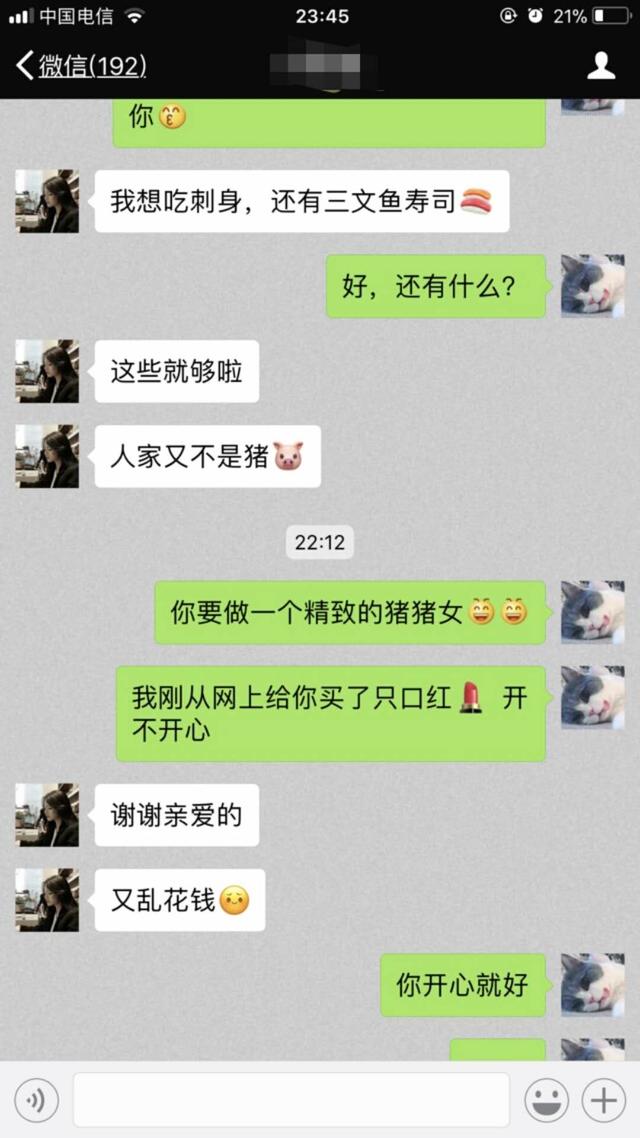 中国电信
23:45
21%
微信(192)
你
我想吃刺身，还有三文鱼寿司
好，还有什么？
这些就够啦
人家又不是猪
22:12
你要做一个精致的猪猪女
我刚从网上给你买了只口红 开
不开心
谢谢亲爱的
又乱花钱
你开心就好